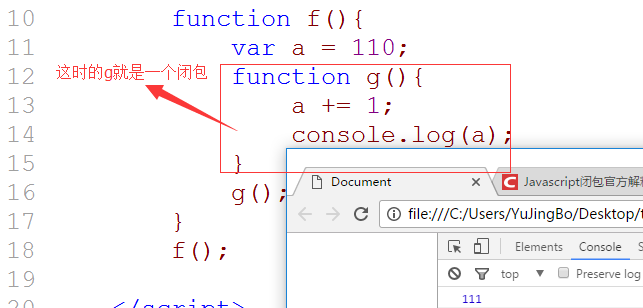 10 function f(){
11 var a = 110;
这时的g就是一个闭包
12 function g(){
13 a += 1;
14 console.log(a);
15 }
16 g();
17 }
18 f();
19
20 </script>
Document
Javascript闭包官方解释
file:///C:/Users/YuJingBo/Desktop/t
Elements Console
top Preserve log
111